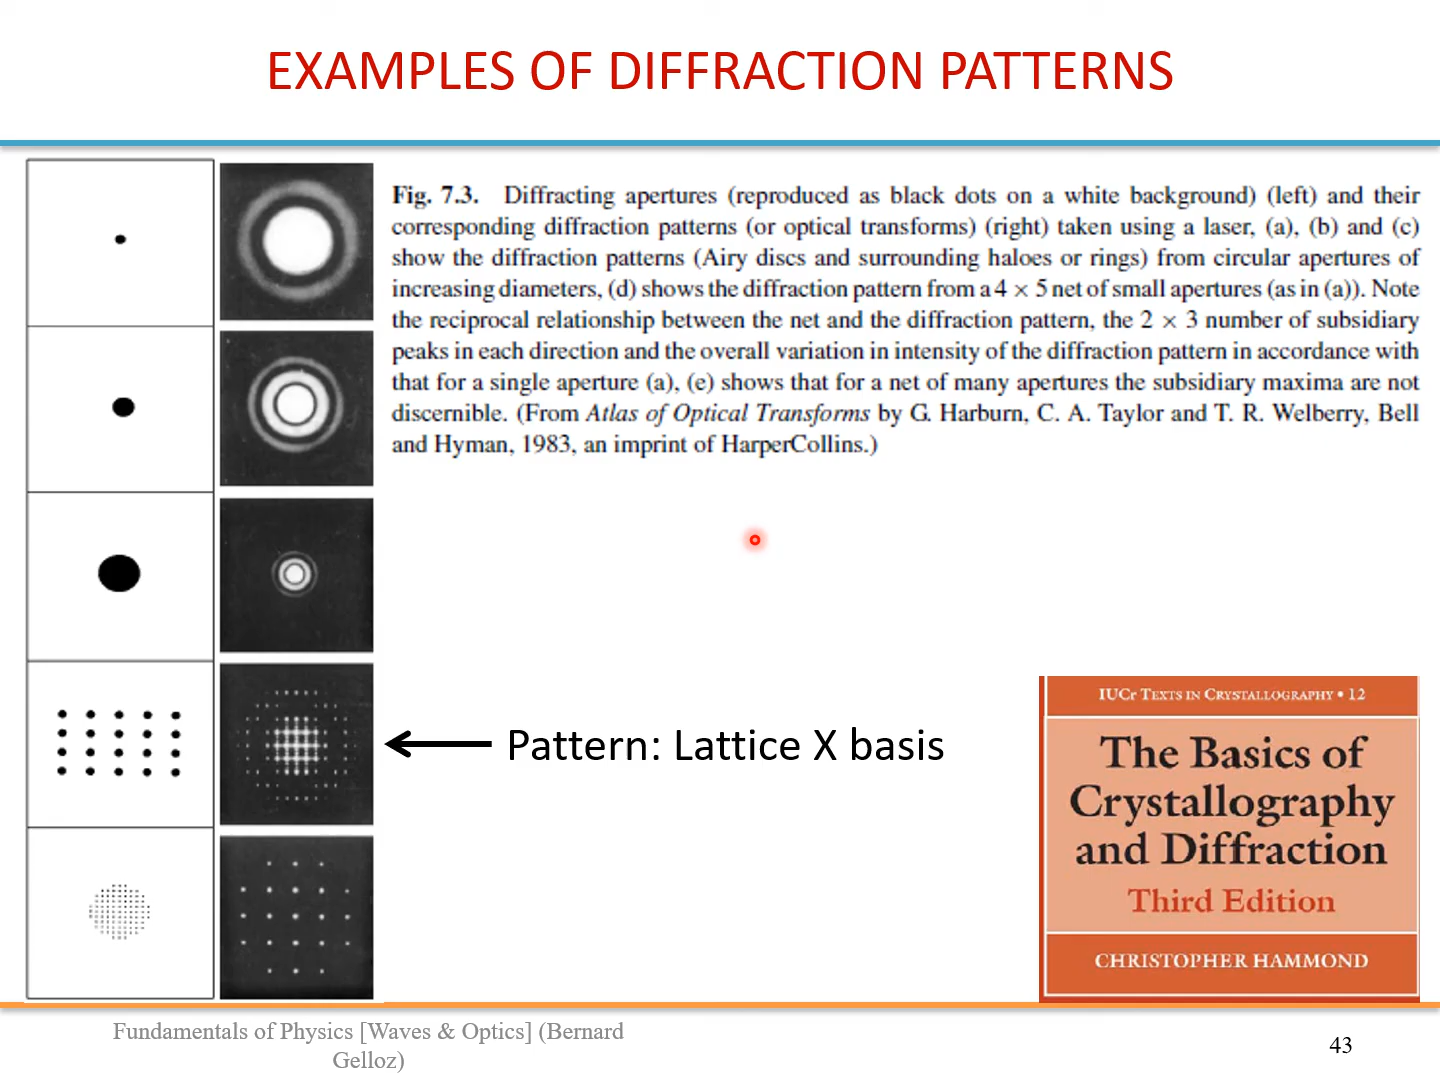 EXAMPLES OF DIFFRACTION PATTERNS
Fig. 7.3. Diffracting apertures (reproduced as black dots on a white background) (left) and their
corresponding diffraction patterns (or optical transforms) (right) taken using a laser, (a), (b) and (c)
show the diffraction patterns (Airy discs and surrounding haloes or rings) from circular apertures of
increasing diameters, (d) shows the diffraction pattern from a 4 × 5 net of small apertures (as in (a)). Note
the reciprocal relationship between the net and the diffraction pattern, the 2 × 3 number of subsidiary
peaks in each direction and the overall variation in intensity of the diffraction pattern in accordance with
that for a single aperture (a), (e) shows that for a net of many apertures the subsidiary maxima are not
discernible. (From Atlas of Optical Transforms by G. Harburn, C. A. Taylor and T. R. Welberry, Bell
and Hyman, 1983, an imprint of HarperCollins.)
Pattern: Lattice X basis
IUCr TEXTS IN CRYSTALLOGRAPHY • 12
The Basics of
Crystallography
and Diffraction
Third Edition
CHRISTOPHER HAMMOND
Fundamentals of Physics [Waves & Optics] (Bernard
Gelloz)
43